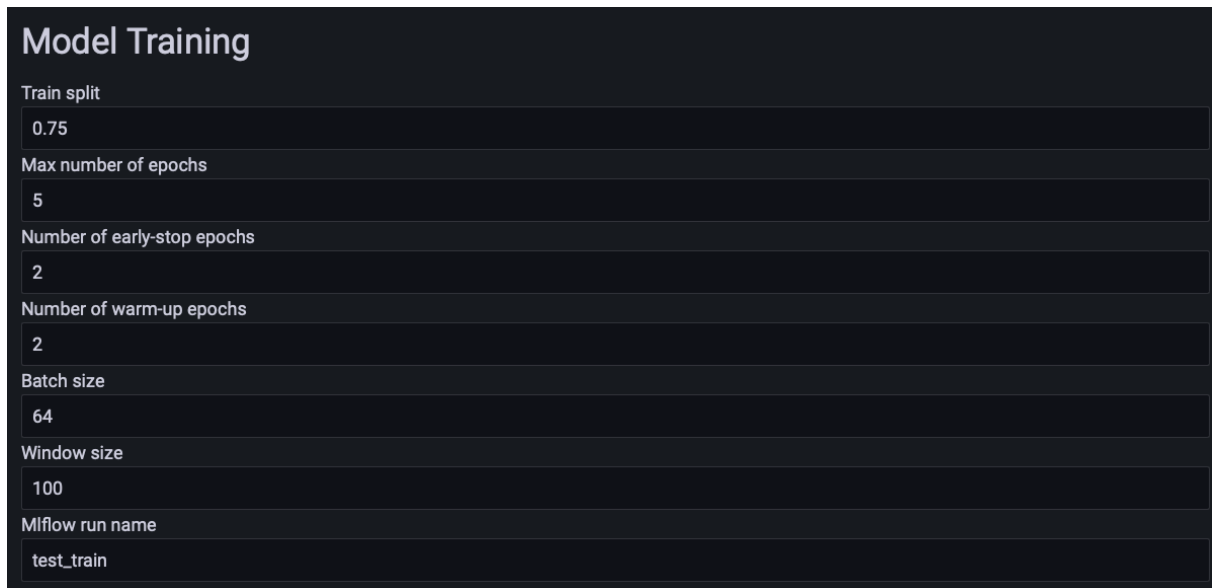 Model Training
Train split
0.75
Max number of epochs
5
Number of early-stop epochs
2
Number of warm-up epochs
2
Batch size
64
Window size
100
Mlflow run name
test_train